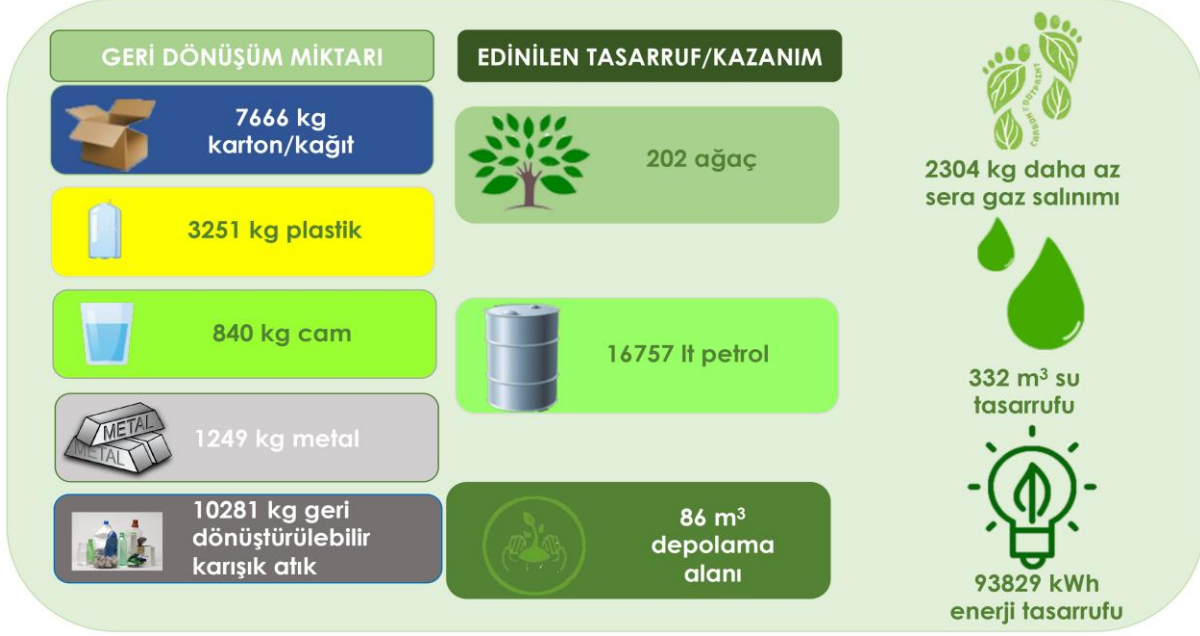 GERİ DÖNÜŞÜM MİKTARI
7666 kg
karton/kağıt
3251 kg plastik
840 kg cam
METAL
METAL
1249 kg metal
10281 kg geri
dönüştürülebilir
karışık atık
EDİNİLEN TASARRUF/KAZANIM
202 ağaç
16757 lt petrol
86 m³
depolama
alanı
CARBON FOOTPRINT
2304 kg daha az
sera gaz salınımı
332 m³ su
tasarrufu
93829 kWh
enerji tasarrufu